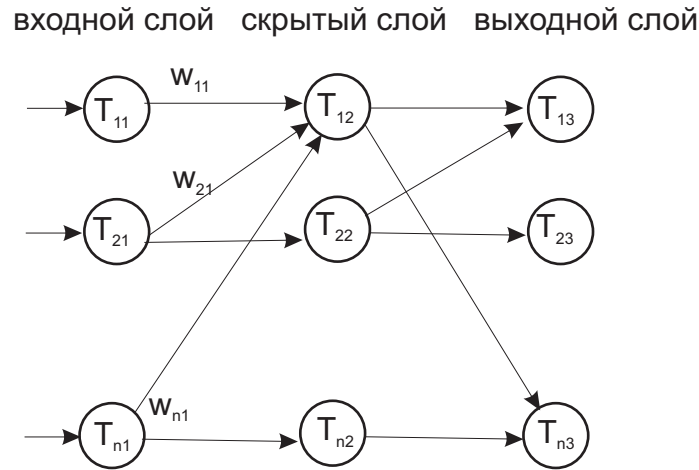 входной слой скрытый слой выходной слой
w11
T11 T12 T13
w21
T21 T22 T23
wn1
Tn1 Tn2 Tn3